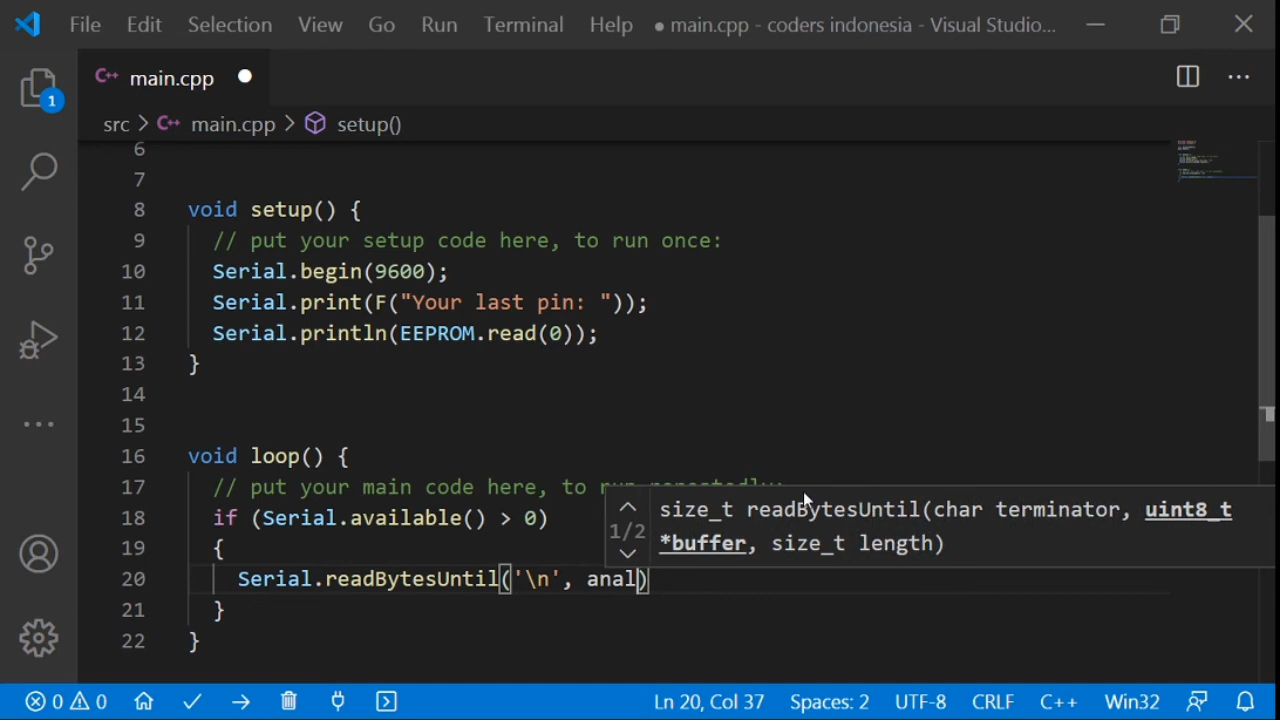 File Edit Selection View Go Run Terminal Help ● main.cpp - coders indonesia - Visual Studio...
C++ main.cpp ●
src > C++ main.cpp > setup()
6
7
8 void setup() {
9 // put your setup code here, to run once:
10 Serial.begin(9600);
11 Serial.print(F("Your last pin: "));
12 Serial.println(EEPROM.read(0));
13 }
14
15
16 void loop() {
17 // put your main code here, to run repeatedly:
18 if (Serial.available() > 0)
19 {
20 Serial.readBytesUntil('\n', anal)
21 }
22 }
1/2 size_t readBytesUntil(char terminator, uint8_t
*buffer, size_t length)
1
0 0 Ln 20, Col 37 Spaces: 2 UTF-8 CRLF C++ Win32